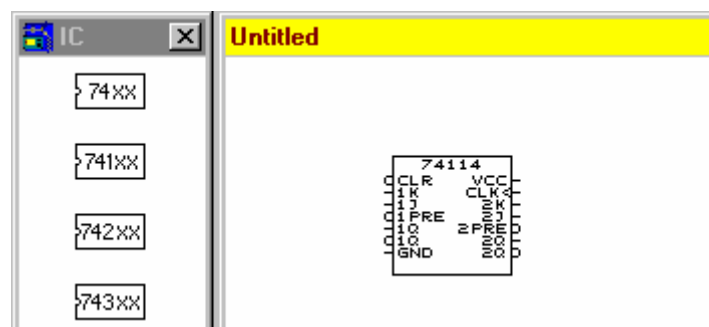 IC
74xx
741xx
742xx
743xx
Untitled
74114
CLR VCC
1K CLK
1J 2K
1PRE 2J
1Q 2PRE
1Q 2Q
GND 2Q